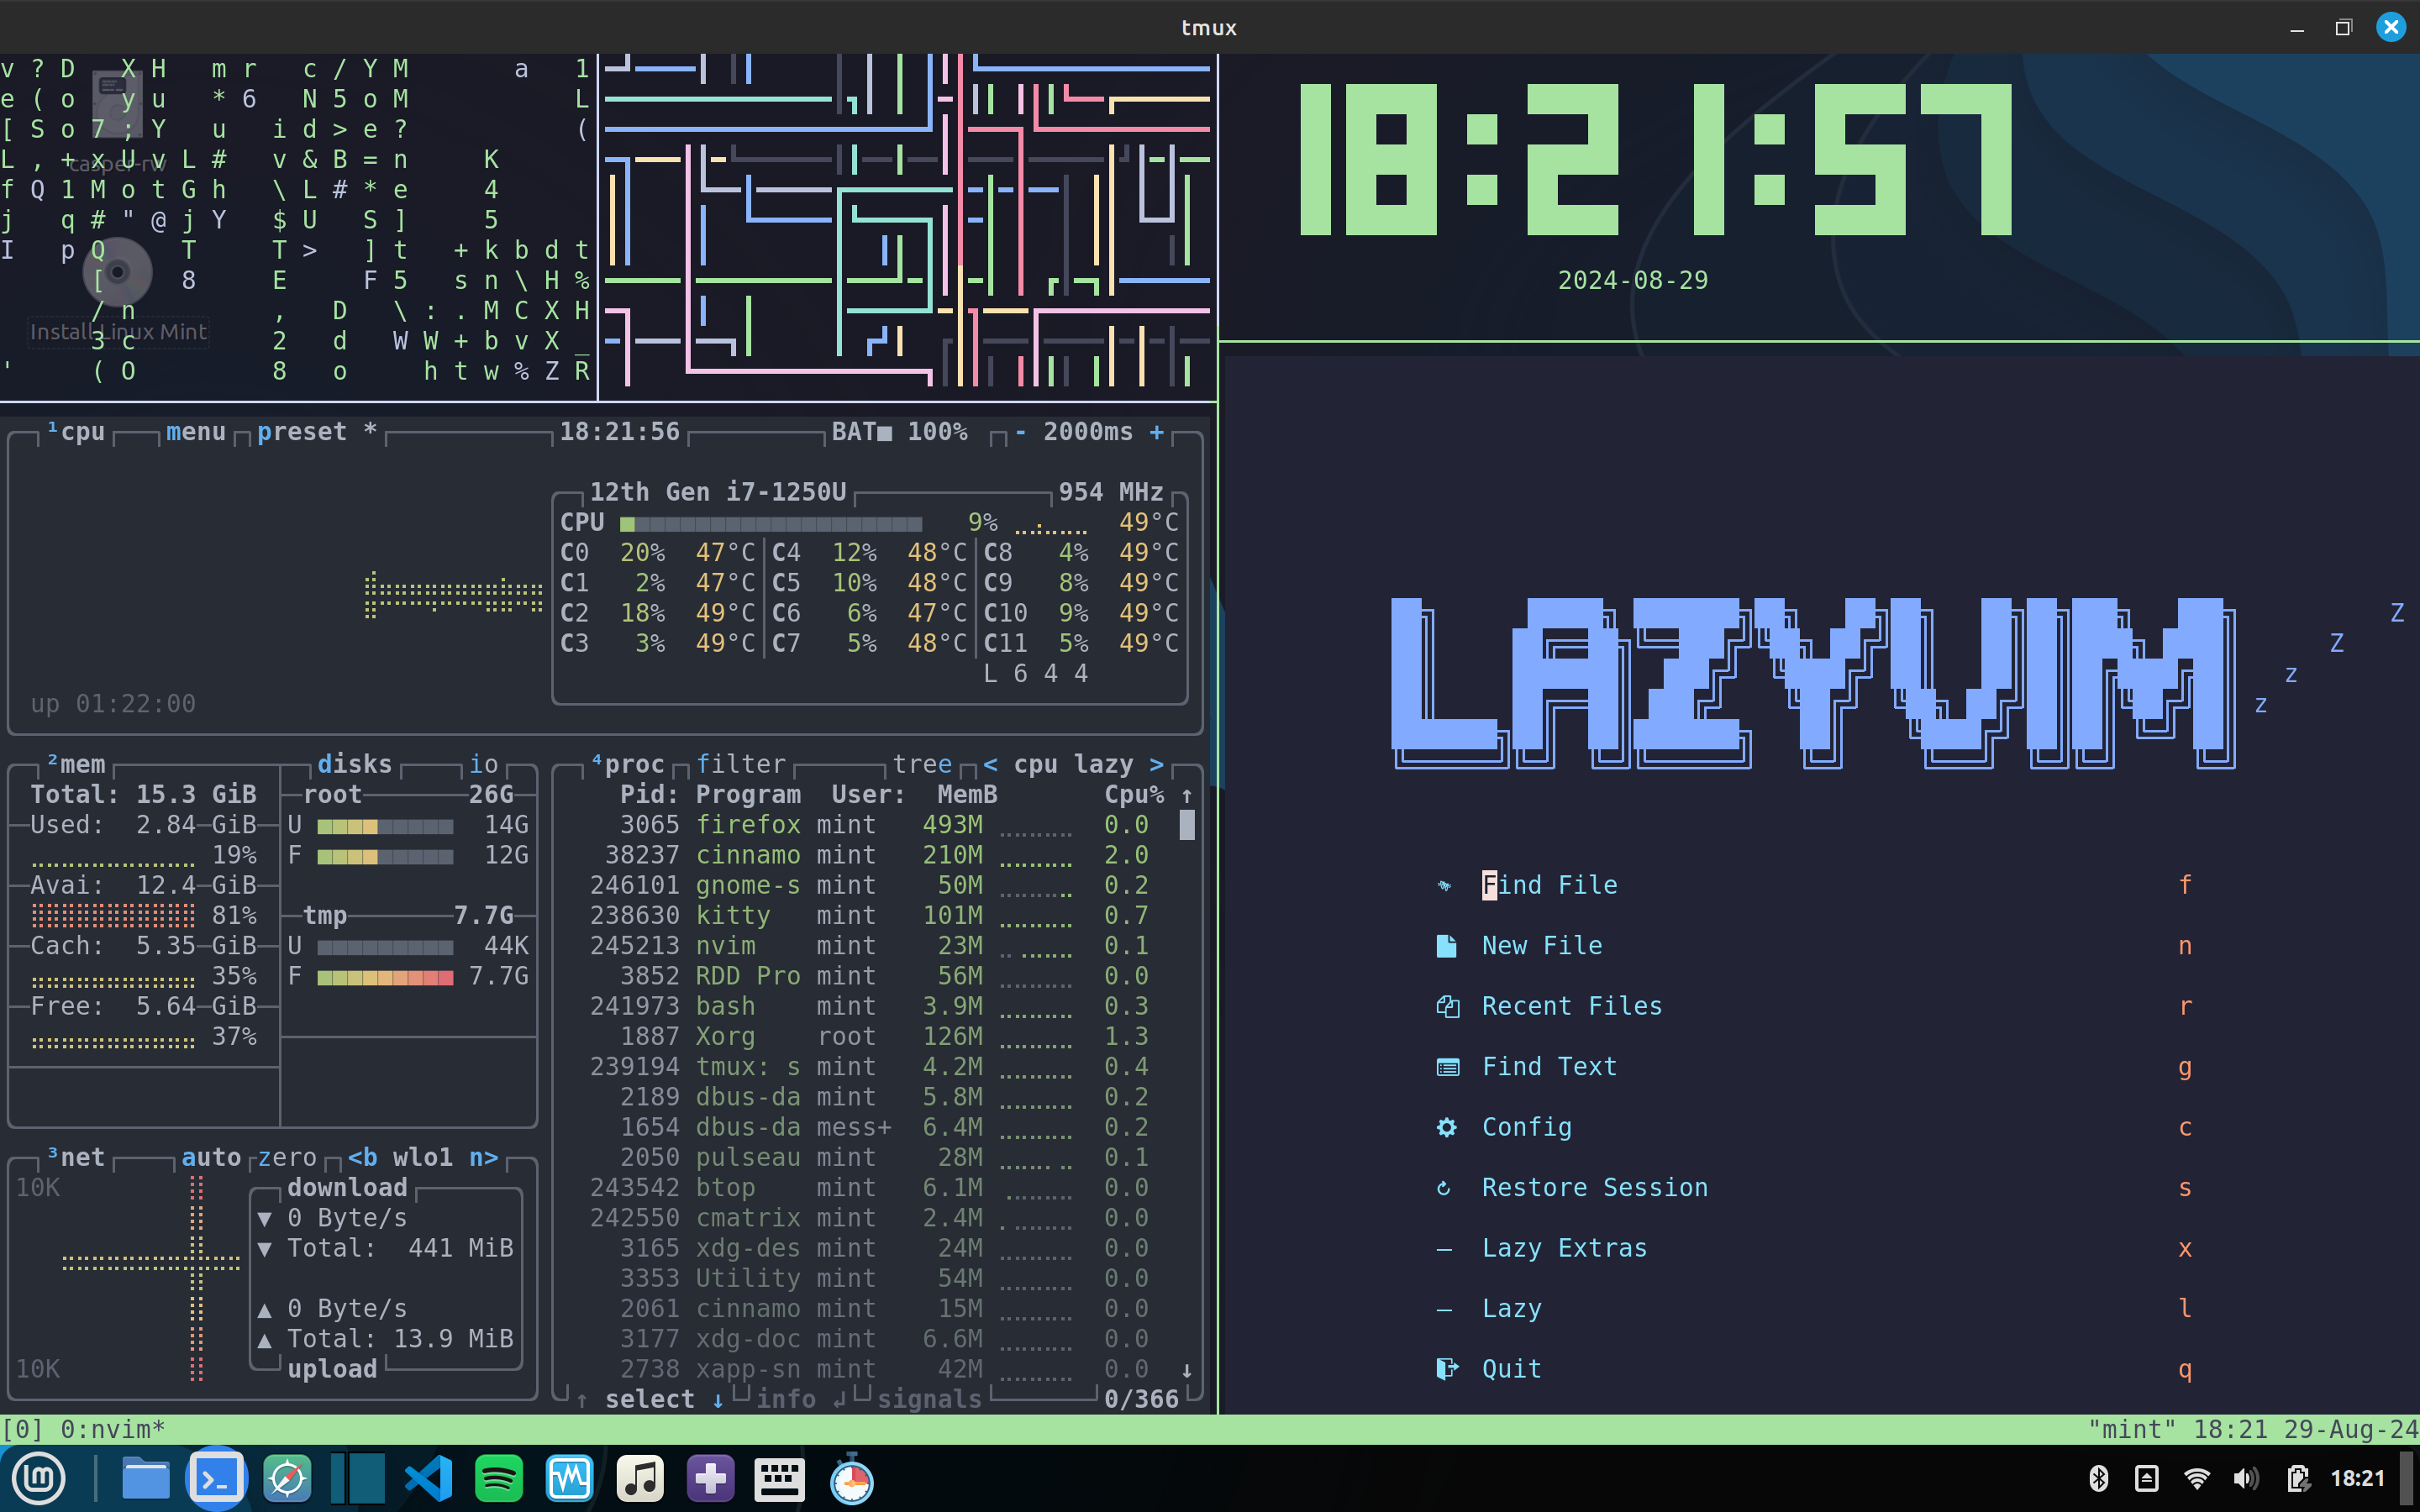 tmux
v ? D X H m r c / Y M a 1
e ( o y u * 6 N 5 o M L
[ S o 7 ; Y u i d > e ? (
L , + x U v L # v & B = n K
f Q 1 M o t G h \ L # * e 4
j q # " @ j Y $ U S ] 5
I p Q T T > ] t + k b d t
[ 8 E F 5 s n \ H %
/ n , D \ : . M C X H
3 c 2 d W W + b v X _
' ( O 8 o h t w % Z R
casper-rw
Install Linux Mint
18:21:57
2024-08-29
¹cpu menu preset * 18:21:56 BAT■ 100% - 2000ms +
12th Gen i7-1250U 954 MHz
CPU 9% 49°C
C0 20% 47°C C4 12% 48°C C8 4% 49°C
C1 2% 47°C C5 10% 48°C C9 8% 49°C
C2 18% 49°C C6 6% 47°C C10 9% 49°C
C3 3% 49°C C7 5% 48°C C11 5% 49°C
L 6 4 4
up 01:22:00
²mem disks io
Total: 15.3 GiB root 26G
Used: 2.84 GiB U 14G
19% F 12G
Avai: 12.4 GiB
81% tmp 7.7G
Cach: 5.35 GiB U 44K
35% F 7.7G
Free: 5.64 GiB
37%
³net auto zero <b wlo1 n>
10K download
▼ 0 Byte/s
▼ Total: 441 MiB
▲ 0 Byte/s
▲ Total: 13.9 MiB
10K upload
⁴proc filter tree < cpu lazy >
Pid: Program User: MemB Cpu% ↑
3065 firefox mint 493M 0.0
38237 cinnamo mint 210M 2.0
246101 gnome-s mint 50M 0.2
238630 kitty mint 101M 0.7
245213 nvim mint 23M 0.1
3852 RDD Pro mint 56M 0.0
241973 bash mint 3.9M 0.3
1887 Xorg root 126M 1.3
239194 tmux: s mint 4.2M 0.4
2189 dbus-da mint 5.8M 0.2
1654 dbus-da mess+ 6.4M 0.2
2050 pulseau mint 28M 0.1
243542 btop mint 6.1M 0.0
242550 cmatrix mint 2.4M 0.0
3165 xdg-des mint 24M 0.0
3353 Utility mint 54M 0.0
2061 cinnamo mint 15M 0.0
3177 xdg-doc mint 6.6M 0.0
2738 xapp-sn mint 42M 0.0 ↓
↑ select ↓ info ↲ signals 0/366
LAZYVIM z z Z Z
Find File f
New File n
Recent Files r
Find Text g
Config c
Restore Session s
Lazy Extras x
Lazy l
Quit q
[0] 0:nvim* "mint" 18:21 29-Aug-24
18:21